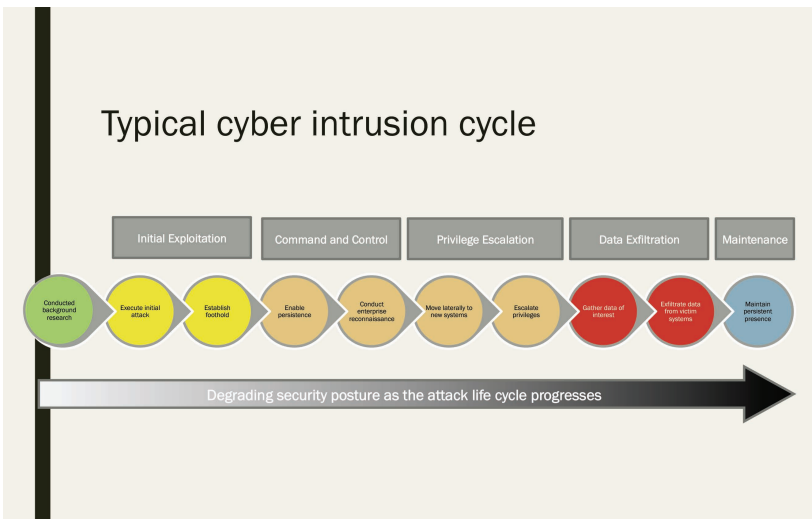 Typical cyber intrusion cycle
Initial Exploitation
Command and Control
Privilege Escalation
Data Exfiltration
Maintenance
Conducted
background
research
Execute initial
attack
Establish
foothold
Enable
persistence
Conduct
enterprise
reconnaissance
Move laterally to
new systems
Escalate
privileges
Gather data of
interest
Exfiltrate data
from victim
systems
Maintain
persistent
presence
Degrading security posture as the attack life cycle progresses